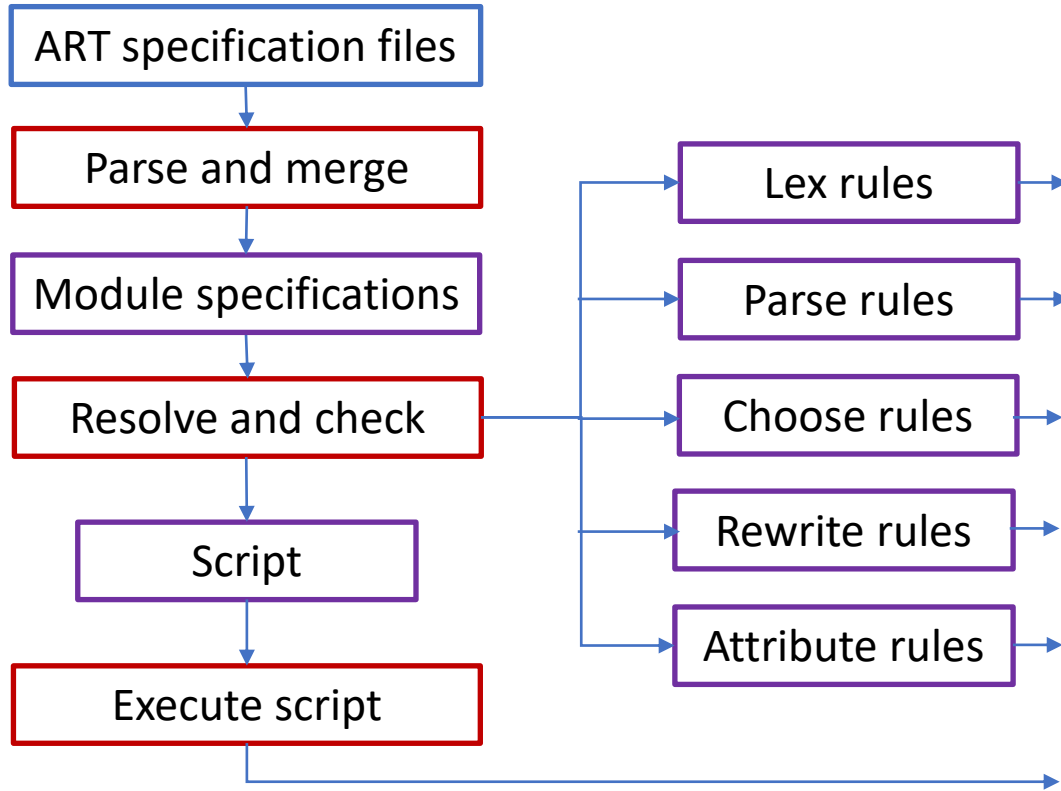 ART specification files
Parse and merge
Module specifications
Resolve and check
Script
Execute script
Lex rules
Parse rules
Choose rules
Rewrite rules
Attribute rules